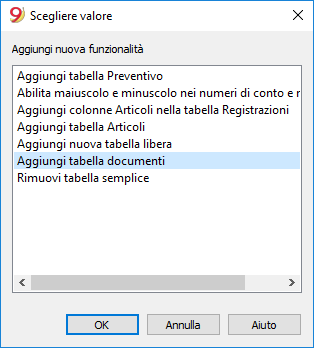 Scegliere valore
Aggiungi nuova funzionalità
Aggiungi tabella Preventivo
Abilita maiuscolo e minuscolo nei numeri di conto e r
Aggiungi colonne Articoli nella tabella Registrazioni
Aggiungi tabella Articoli
Aggiungi nuova tabella libera
Aggiungi tabella documenti
Rimuovi tabella semplice
OK
Annulla
Aiuto